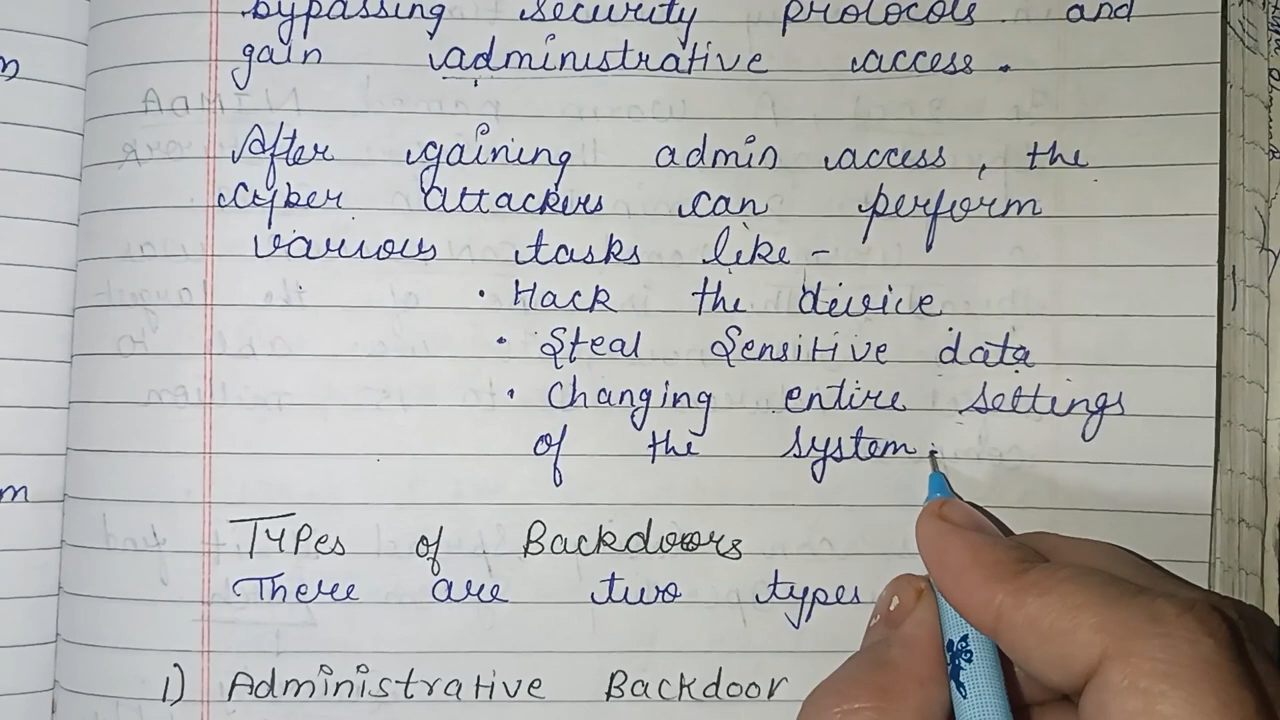 bypassing security protocols and
gain administrative access.
After gaining admin access, the
Cyber attackers can perform
various tasks like -
· Hack the device
· Steal Sensitive data
· Changing entire settings
of the system.
Types of Backdoors
There are two types
1) Administrative Backdoor